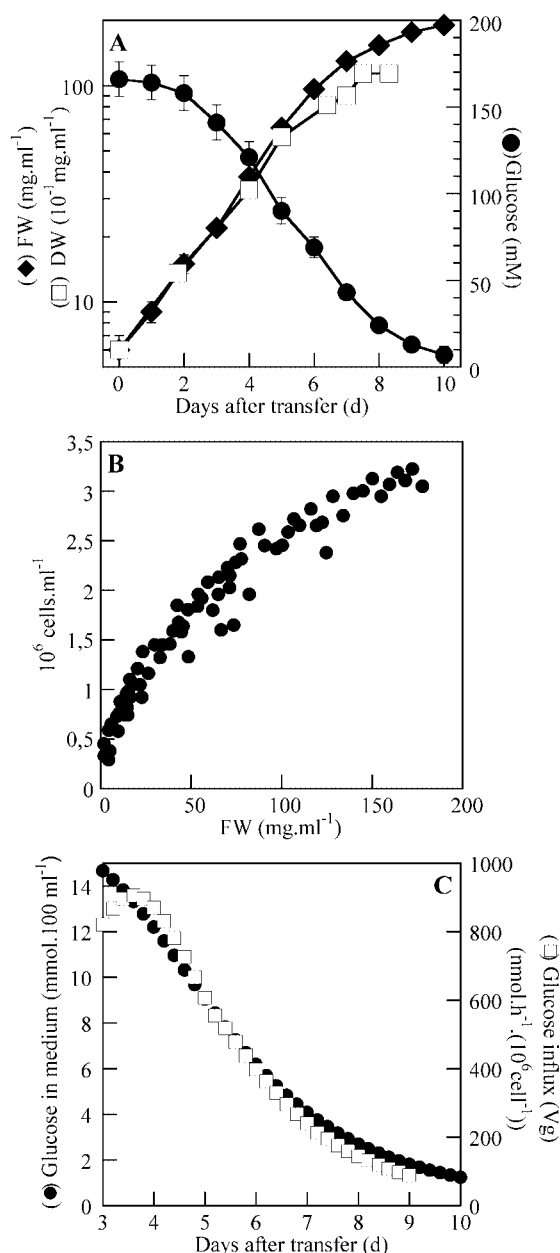 A
200
150
100
50
0
100
10
(◆) FW (mg.ml⁻¹)
(□) DW (10⁻¹mg.ml⁻¹)
(●)Glucose (mM)
0 2 4 6 8 10
Days after transfer (d)
B
3,5
3
2,5
2
1,5
1
0,5
0
10⁶ cells.ml⁻¹
0 50 100 150 200
FW (mg.ml⁻¹)
C
14
12
10
8
6
4
2
0
(●) Glucose in medium (mmol.100 ml⁻¹)
1000
800
600
400
200
0
(□) Glucose influx (Vg)
(nmol.h⁻¹.(10⁶ cell⁻¹))
3 4 5 6 7 8 9 10
Days after transfer (d)